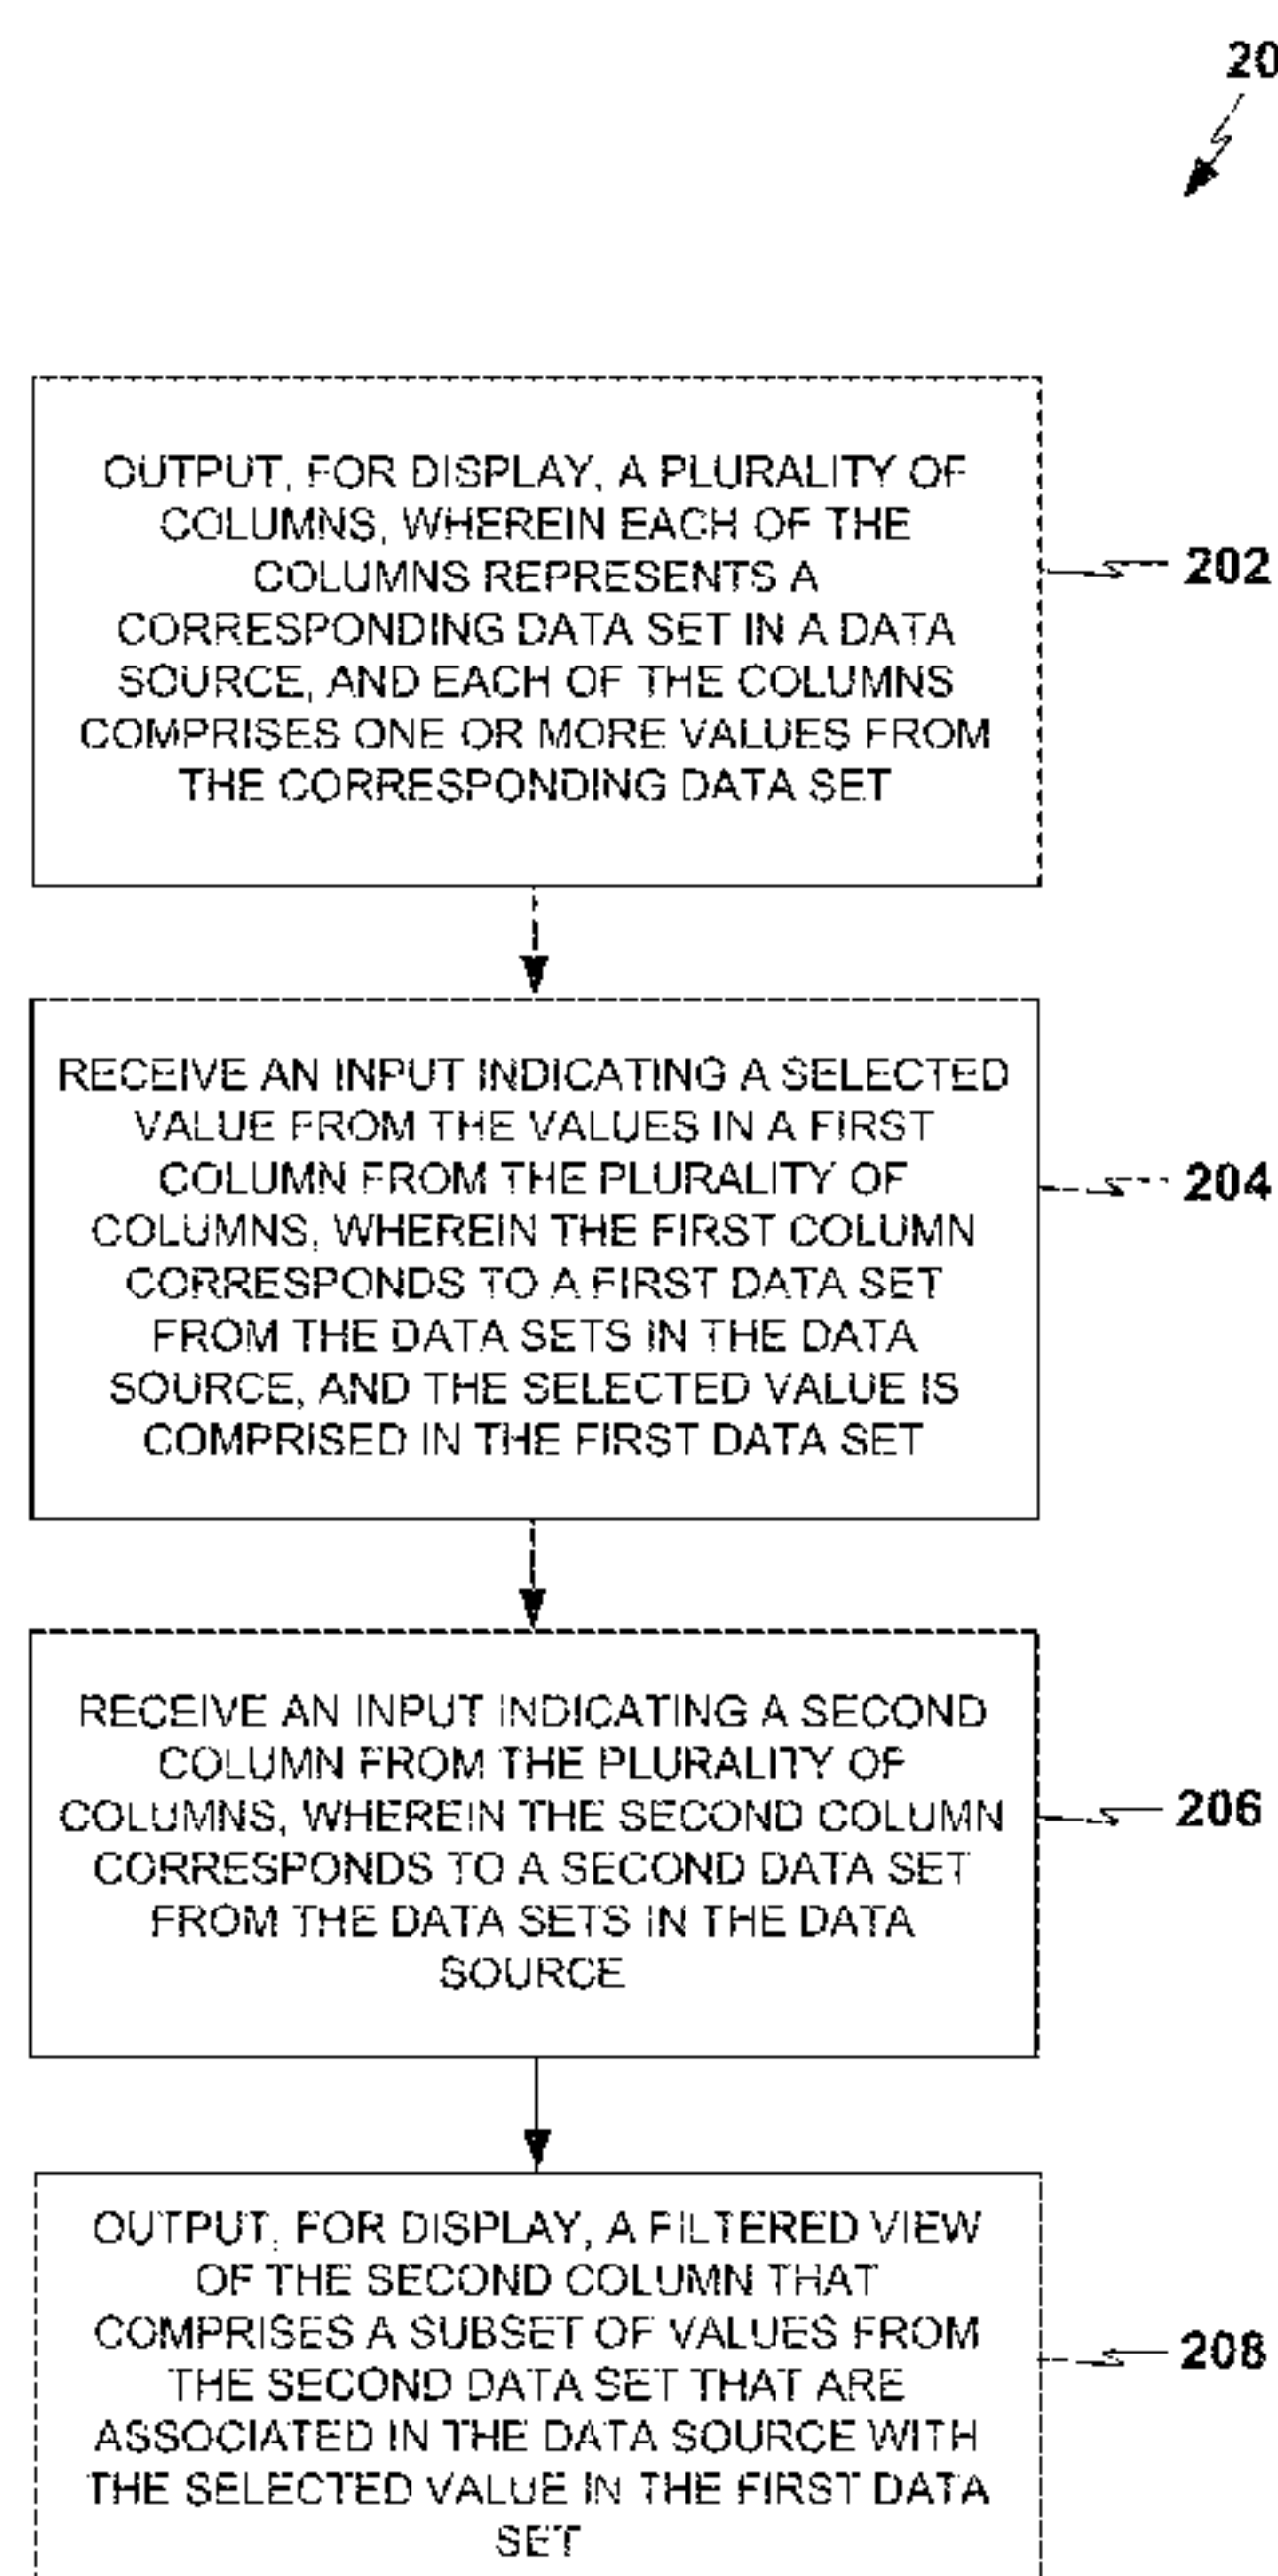 20
OUTPUT, FOR DISPLAY, A PLURALITY OF
COLUMNS, WHEREIN EACH OF THE
COLUMNS REPRESENTS A
CORRESPONDING DATA SET IN A DATA
SOURCE, AND EACH OF THE COLUMNS
COMPRISES ONE OR MORE VALUES FROM
THE CORRESPONDING DATA SET
202
RECEIVE AN INPUT INDICATING A SELECTED
VALUE FROM THE VALUES IN A FIRST
COLUMN FROM THE PLURALITY OF
COLUMNS, WHEREIN THE FIRST COLUMN
CORRESPONDS TO A FIRST DATA SET
FROM THE DATA SETS IN THE DATA
SOURCE, AND THE SELECTED VALUE IS
COMPRISED IN THE FIRST DATA SET
204
RECEIVE AN INPUT INDICATING A SECOND
COLUMN FROM THE PLURALITY OF
COLUMNS, WHEREIN THE SECOND COLUMN
CORRESPONDS TO A SECOND DATA SET
FROM THE DATA SETS IN THE DATA
SOURCE
206
OUTPUT, FOR DISPLAY, A FILTERED VIEW
OF THE SECOND COLUMN THAT
COMPRISES A SUBSET OF VALUES FROM
THE SECOND DATA SET THAT ARE
ASSOCIATED IN THE DATA SOURCE WITH
THE SELECTED VALUE IN THE FIRST DATA
SET
208